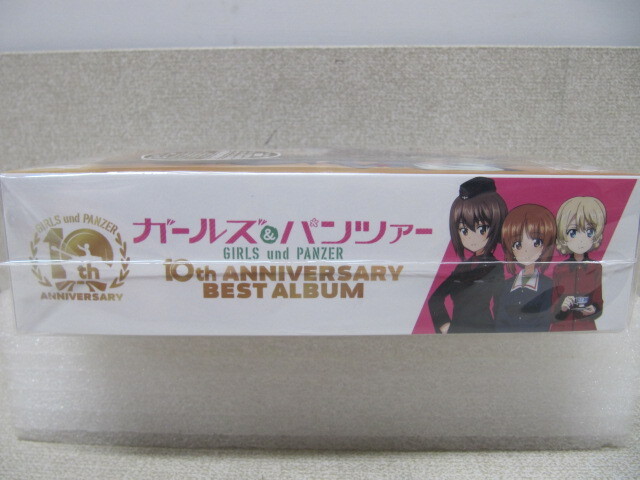 GIRLS und PANZER
10th
ANNIVERSARY
ガールズ&パンツァー
GIRLS und PANZER
10th ANNIVERSARY
BEST ALBUM